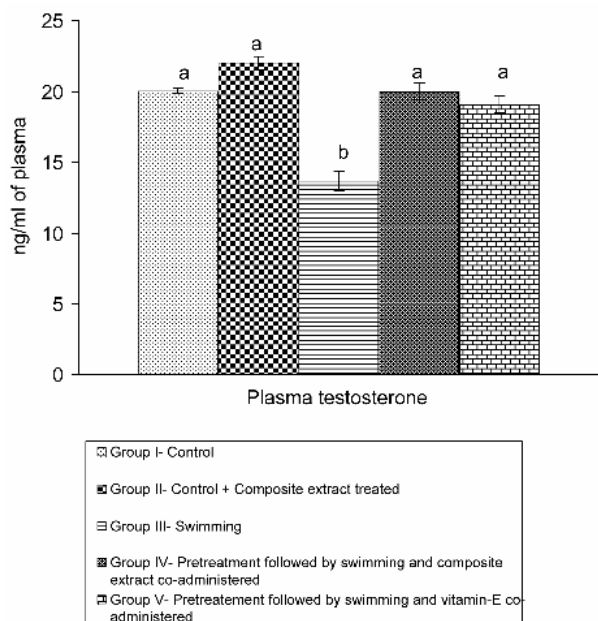 25
20
15
10
5
0
ng/ml of plasma
a
a
b
a
a
Plasma testosterone
Group I- Control
Group II- Control + Composite extract treated
Group III- Swimming
Group IV- Pretreatment followed by swimming and composite
extract co-administered
Group V- Pretreatement followed by swimming and vitamin-E co-
administered